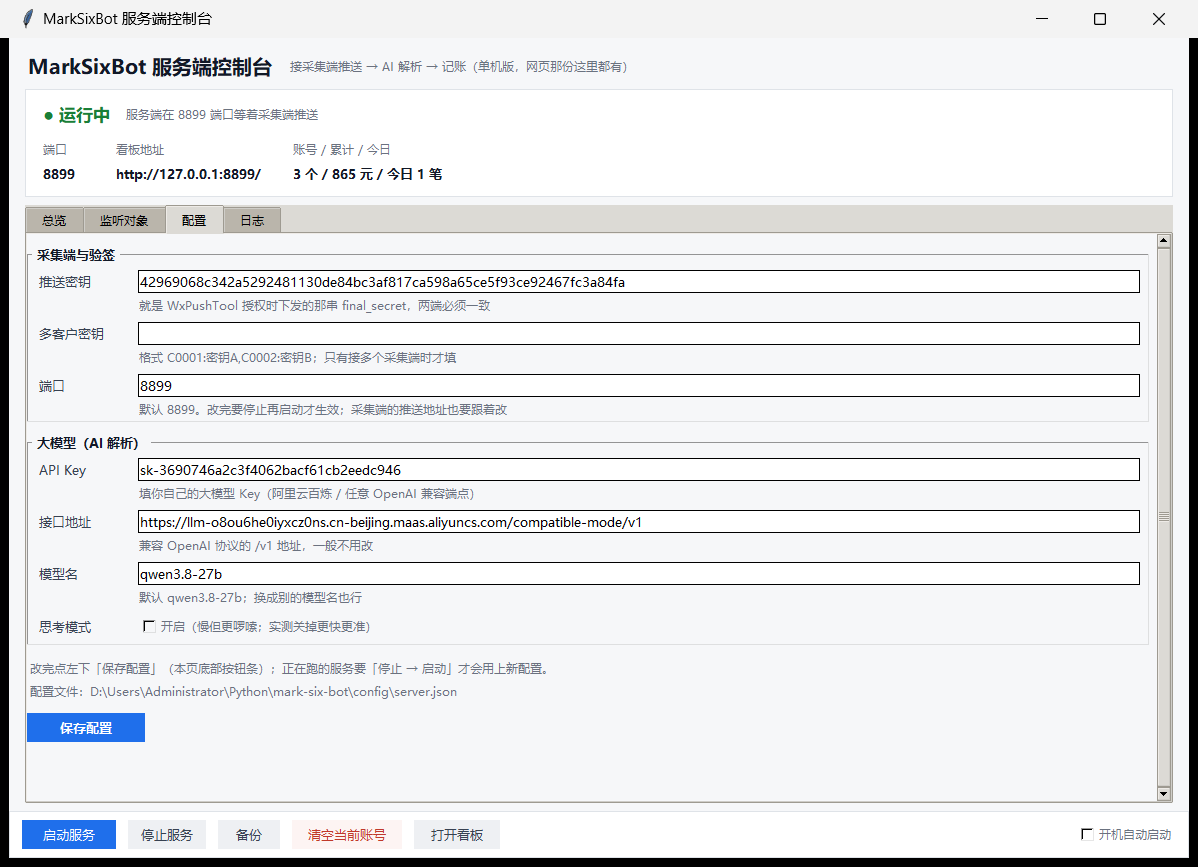 MarkSixBot 服务端控制台
MarkSixBot 服务端控制台 接采集端推送 → AI 解析 → 记账（单机版，网页那份这里都有）
● 运行中 服务端在 8899 端口等着采集端推送
端口 看板地址 账号 / 累计 / 今日
8899 http://127.0.0.1:8899/ 3 个 / 865 元 / 今日 1 笔
总览 监听对象 配置 日志
采集端与验签
推送密钥 42969068c342a5292481130de84bc3af817ca598a65ce5f93ce92467fc3a84fa
就是 WxPushTool 授权时下发的那串 final_secret，两端必须一致
多客户密钥
格式 C0001:密钥A,C0002:密钥B；只有接多个采集端时才填
端口 8899
默认 8899。改完要停止再启动才生效；采集端的推送地址也要跟着改
大模型（AI 解析）
API Key sk-3690746a2c3f4062bacf61cb2eedc946
填你自己的大模型 Key（阿里云百炼 / 任意 OpenAI 兼容端点）
接口地址 https://llm-o8ou6he0iyxcz0ns.cn-beijing.maas.aliyuncs.com/compatible-mode/v1
兼容 OpenAI 协议的 /v1 地址，一般不用改
模型名 qwen3.8-27b
默认 qwen3.8-27b；换成别的模型名也行
思考模式 开启（慢但更啰嗦；实测关掉更快更准）
改完点左下「保存配置」（本页底部按钮条）；正在跑的服务要「停止 → 启动」才会用上新配置。
配置文件：D:\Users\Administrator\Python\mark-six-bot\config\server.json
保存配置
启动服务 停止服务 备份 清空当前账号 打开看板 开机自动启动